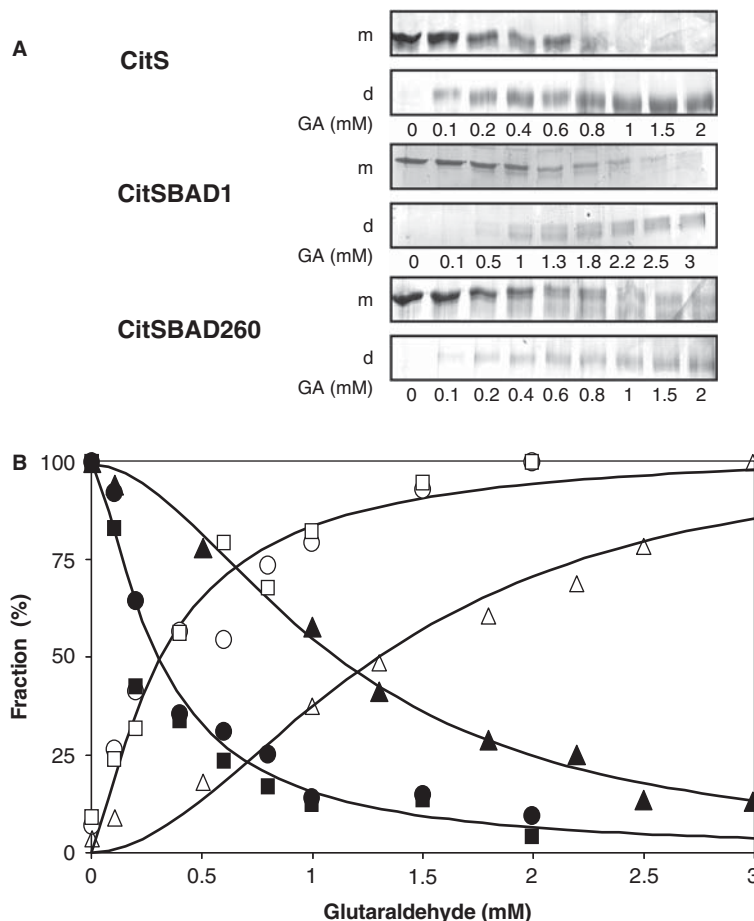 A
CitS
m
d
GA (mM)
0 0.1 0.2 0.4 0.6 0.8 1 1.5 2
CitSBAD1
m
d
GA (mM)
0 0.1 0.5 1 1.3 1.8 2.2 2.5 3
CitSBAD260
m
d
GA (mM)
0 0.1 0.2 0.4 0.6 0.8 1 1.5 2
B
100
75
50
25
0
Fraction (%)
0 0.5 1 1.5 2 2.5 3
Glutaraldehyde (mM)